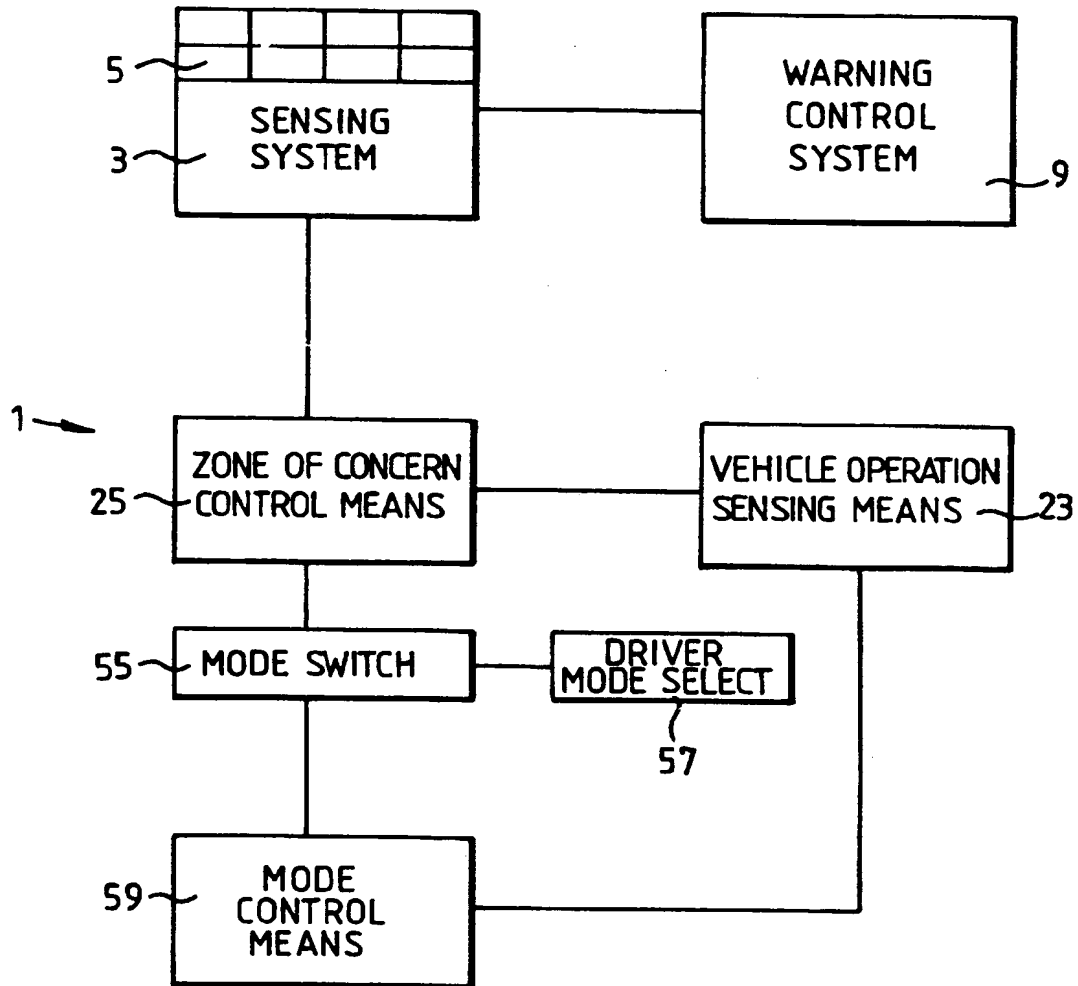 5
SENSING
SYSTEM
3
WARNING
CONTROL
SYSTEM
9
1
ZONE OF CONCERN
CONTROL MEANS
25
VEHICLE OPERATION
SENSING MEANS
23
55
MODE SWITCH
DRIVER
MODE SELECT
57
59
MODE
CONTROL
MEANS